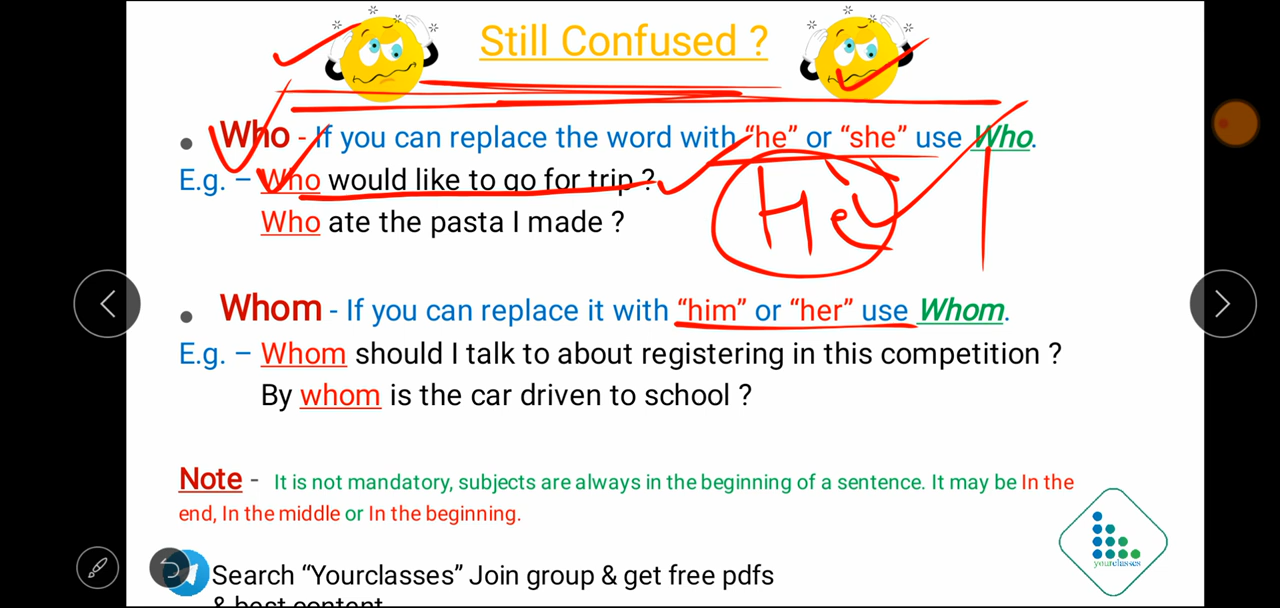 Still Confused ?
Who - If you can replace the word with “he” or “she” use Who.
E.g. – Who would like to go for trip ?
Who ate the pasta I made ?
He
Whom - If you can replace it with “him” or “her” use Whom.
E.g. – Whom should I talk to about registering in this competition ?
By whom is the car driven to school ?
Note - It is not mandatory, subjects are always in the beginning of a sentence. It may be In the
end, In the middle or In the beginning.
yourclasses
Search “Yourclasses” Join group & get free pdfs
& best content